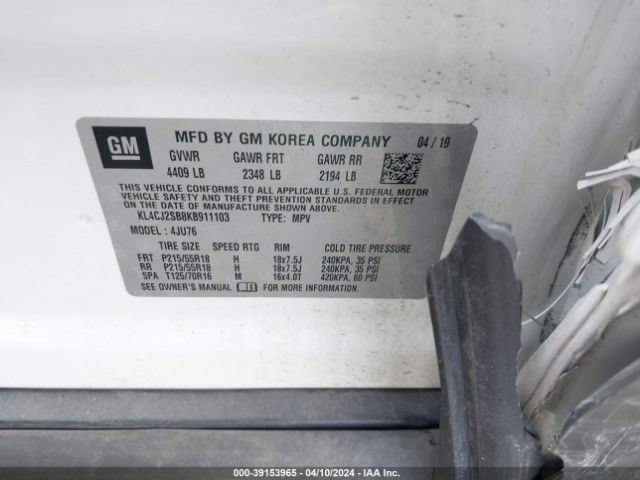 GM
MFD BY GM KOREA COMPANY 04/19
GVWR GAWR FRT GAWR RR
4409 LB 2348 LB 2194 LB
THIS VEHICLE CONFORMS TO ALL APPLICABLE U.S. FEDERAL MOTOR
VEHICLE SAFETY, BUMPER, AND THEFT PREVENTION STANDARDS IN
EFFECT ON THE DATE OF MANUFACTURE SHOWN ABOVE.
KL4CJ2SB8KB911103 TYPE: MPV
MODEL: 4JU76
TIRE SIZE SPEED RTG RIM COLD TIRE PRESSURE
FRT P215/55R18 H 18x7.5J 240KPA, 35 PSI
RR P215/55R18 H 18x7.5J 240KPA, 35 PSI
SPA T125/70R16 M 16x4.0T 420KPA, 60 PSI
SEE OWNER'S MANUAL FOR MORE INFORMATION.
000-39153965 - 04/10/2024 - IAA Inc.